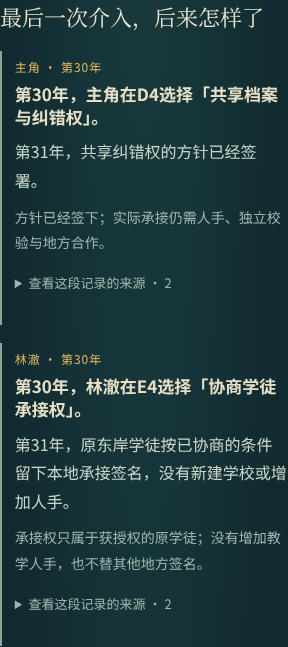 最后一次介入，后来怎样了
主角 · 第30年
第30年，主角在D4选择「共享档案
与纠错权」。
第31年，共享纠错权的方针已经签
署。
方针已经签下；实际承接仍需人手、独立校
验与地方合作。
▶ 查看这段记录的来源 · 2
林澈 · 第30年
第30年，林澈在E4选择「协商学徒
承接权」。
第31年，原东岸学徒按已协商的条件
留下本地承接签名，没有新建学校或增
加人手。
承接权只属于获授权的原学徒；没有增加教
学人手，也不替其他地方签名。
▶ 查看这段记录的来源 · 2